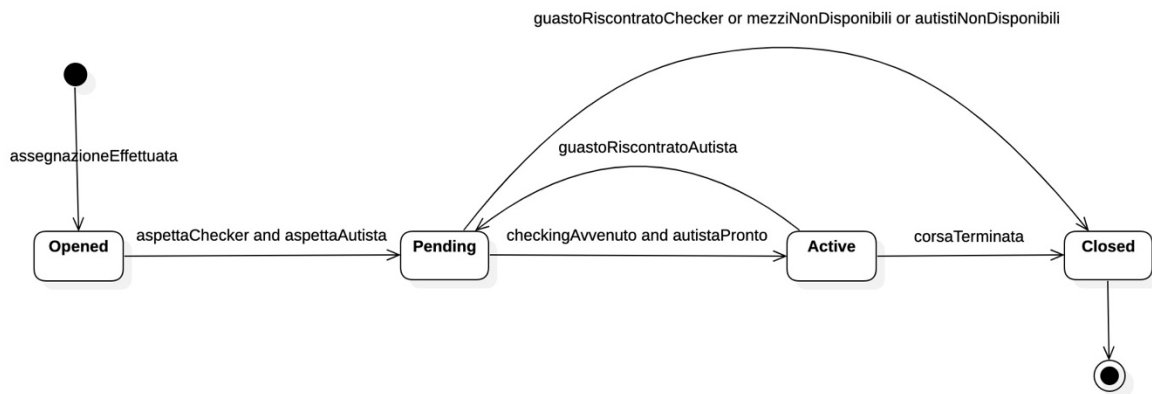 guastoRiscontratoChecker or mezziNonDisponibili or autistiNonDisponibili
assegnazioneEffettuata
guastoRiscontratoAutista
Opened
aspettaChecker and aspettaAutista
Pending
checkingAvvenuto and autistaPronto
Active
corsaTerminata
Closed